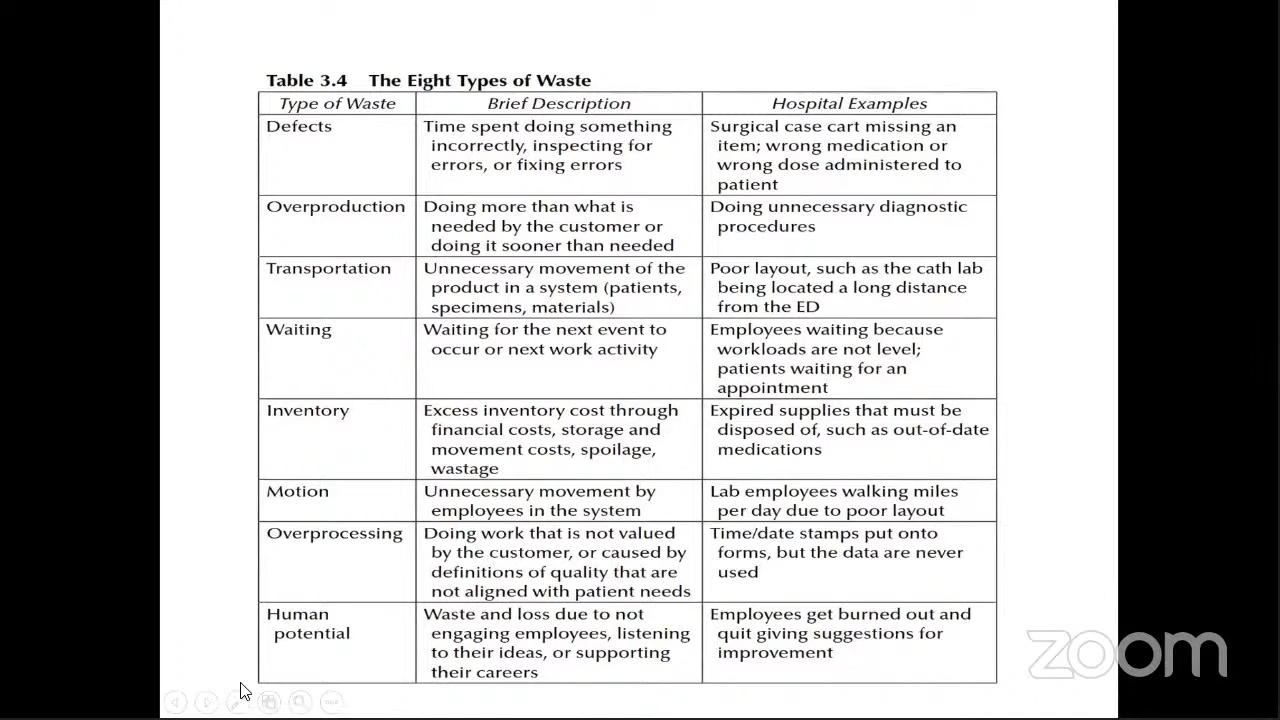 Table 3.4 The Eight Types of Waste
Type of Waste Brief Description Hospital Examples
Defects
Time spent doing something
incorrectly, inspecting for
errors, or fixing errors
Surgical case cart missing an
item; wrong medication or
wrong dose administered to
patient
Overproduction
Doing more than what is
needed by the customer or
doing it sooner than needed
Doing unnecessary diagnostic
procedures
Transportation
Unnecessary movement of the
product in a system (patients,
specimens, materials)
Poor layout, such as the cath lab
being located a long distance
from the ED
Waiting
Waiting for the next event to
occur or next work activity
Employees waiting because
workloads are not level;
patients waiting for an
appointment
Inventory
Excess inventory cost through
financial costs, storage and
movement costs, spoilage,
wastage
Expired supplies that must be
disposed of, such as out-of-date
medications
Motion
Unnecessary movement by
employees in the system
Lab employees walking miles
per day due to poor layout
Overprocessing
Doing work that is not valued
by the customer, or caused by
definitions of quality that are
not aligned with patient needs
Time/date stamps put onto
forms, but the data are never
used
Human
potential
Waste and loss due to not
engaging employees, listening
to their ideas, or supporting
their careers
Employees get burned out and
quit giving suggestions for
improvement
zoom